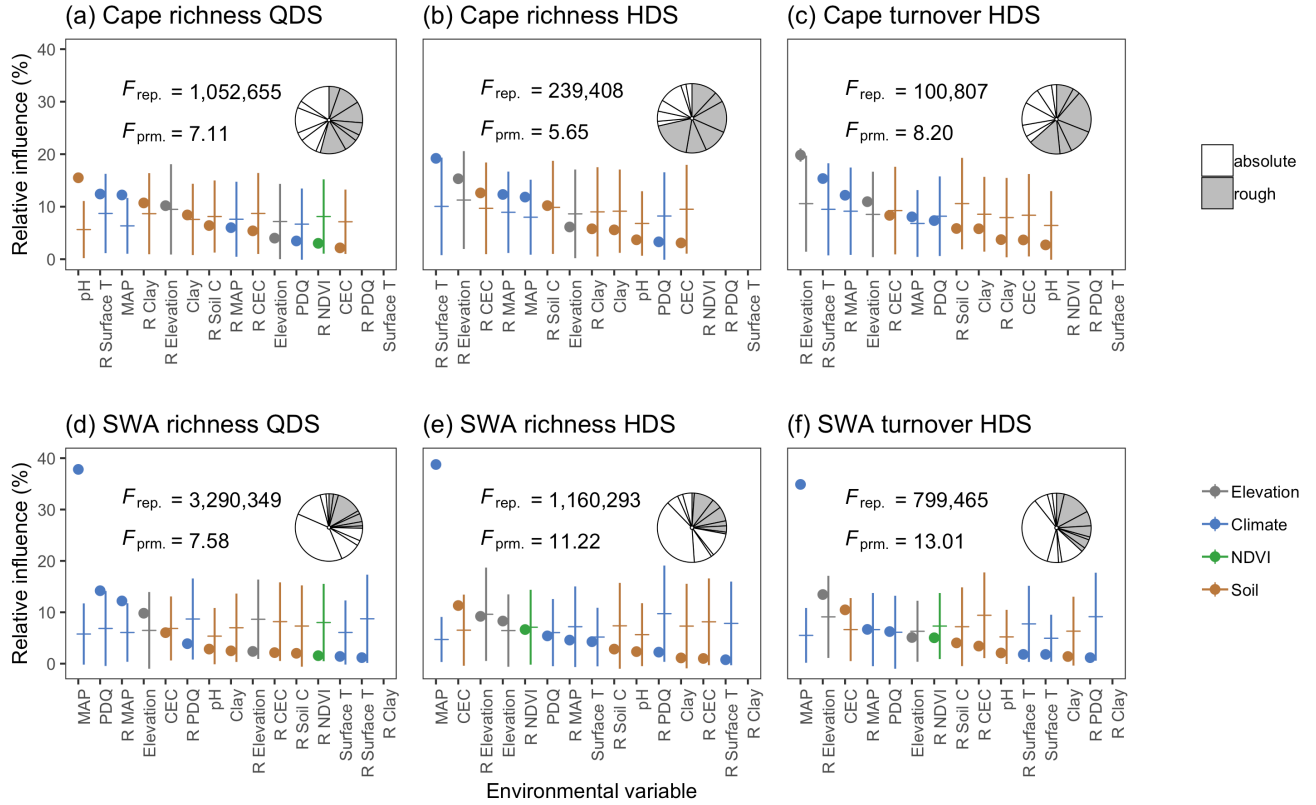 (a) Cape richness QDS
(b) Cape richness HDS
(c) Cape turnover HDS
Relative influence (%)
40
30
20
10
0
Frep. = 1,052,655
Fprm. = 7.11
Frep. = 239,408
Fprm. = 5.65
Frep. = 100,807
Fprm. = 8.20
absolute
rough
pH
R Surface T
MAP
R Clay
R Elevation
Clay
R Soil C
R MAP
R CEC
Elevation
PDQ
R NDVI
CEC
R PDQ
Surface T
R Surface T
R Elevation
R CEC
R MAP
MAP
R Soil C
Elevation
R Clay
Clay
pH
PDQ
CEC
R NDVI
R PDQ
Surface T
R Elevation
R Surface T
R MAP
Elevation
R CEC
MAP
PDQ
R Soil C
Clay
R Clay
CEC
pH
R NDVI
R PDQ
Surface T
(d) SWA richness QDS
(e) SWA richness HDS
(f) SWA turnover HDS
Relative influence (%)
40
30
20
10
0
Frep. = 3,290,349
Fprm. = 7.58
Frep. = 1,160,293
Fprm. = 11.22
Frep. = 799,465
Fprm. = 13.01
Elevation
Climate
NDVI
Soil
MAP
PDQ
R MAP
Elevation
CEC
R PDQ
pH
Clay
R Elevation
R CEC
R Soil C
R NDVI
Surface T
R Surface T
R Clay
MAP
CEC
R Elevation
Elevation
R NDVI
PDQ
R MAP
Surface T
R Soil C
pH
R PDQ
Clay
R CEC
R Surface T
R Clay
MAP
R Elevation
CEC
R MAP
PDQ
Elevation
R NDVI
R Soil C
R CEC
pH
R Surface T
Surface T
Clay
R PDQ
R Clay
Environmental variable